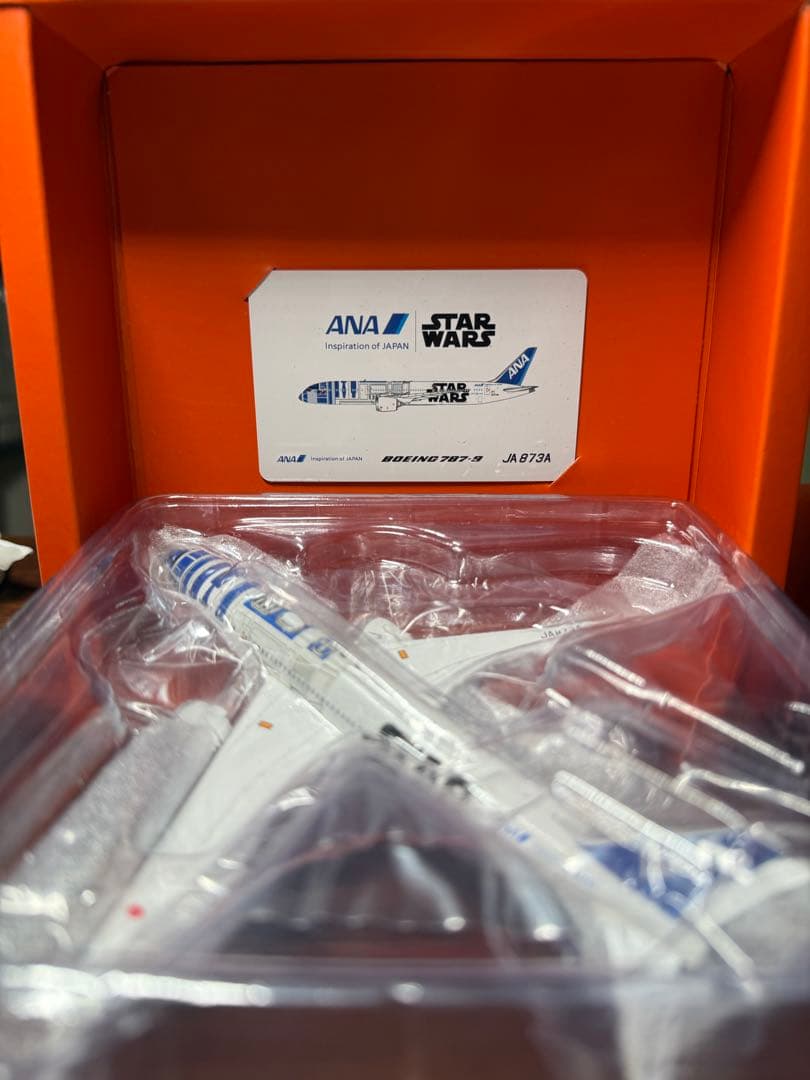 ANA
Inspiration of JAPAN
STAR
WARS
ANA
STAR
WARS
ANA Inspiration of JAPAN
BOEING 787-9
JA873A